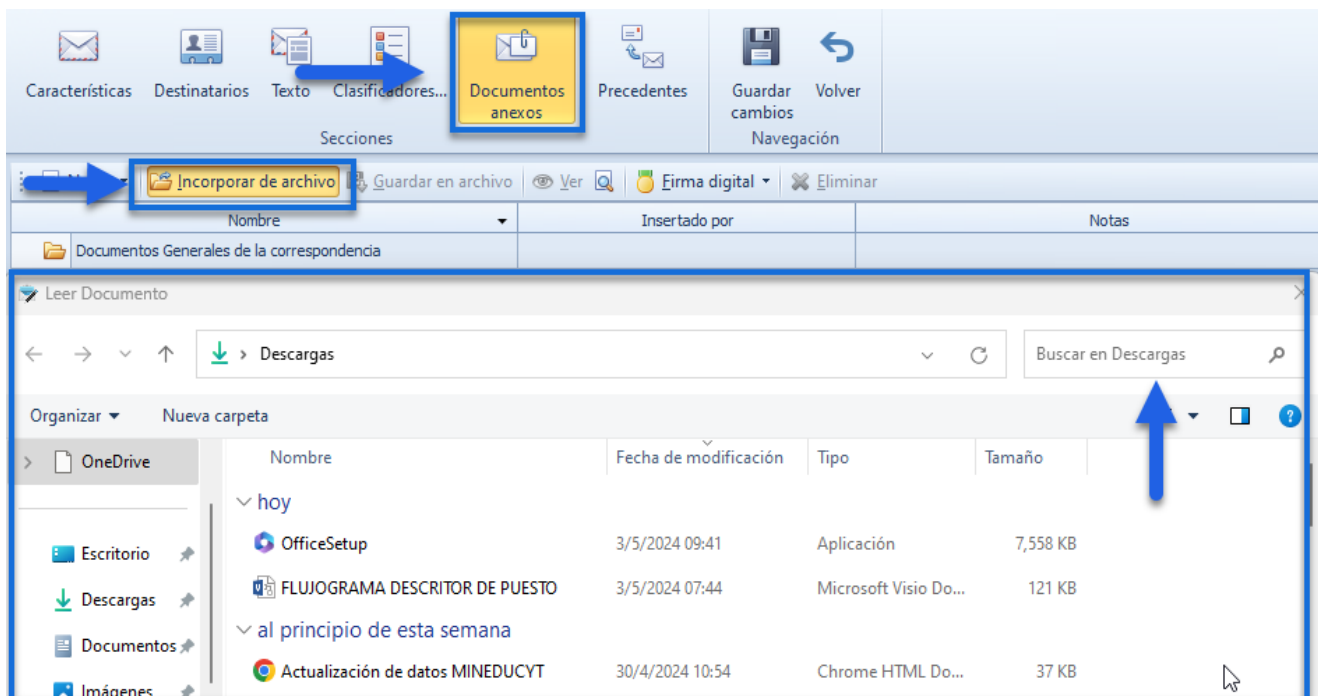 Características Destinatarios Texto Clasificadores... Documentos anexos Precedentes Guardar cambios Volver
Secciones Navegación
Incorporar de archivo Guardar en archivo Ver Firma digital Eliminar
Nombre Insertado por Notas
Documentos Generales de la correspondencia
Leer Documento
Descargas Buscar en Descargas
Organizar Nueva carpeta
OneDrive Nombre Fecha de modificación Tipo Tamaño
hoy
Escritorio OfficeSetup 3/5/2024 09:41 Aplicación 7,558 KB
Descargas FLUJOGRAMA DESCRITOR DE PUESTO 3/5/2024 07:44 Microsoft Visio Do... 121 KB
Documentos al principio de esta semana
Imágenes Actualización de datos MINEDUCYT 30/4/2024 10:54 Chrome HTML Do... 37 KB